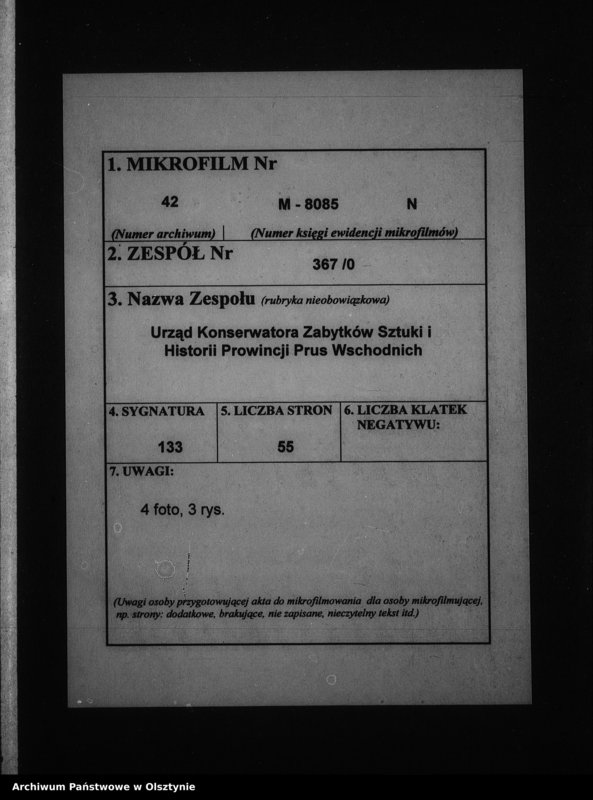 1. MIKROFILM Nr
42 M - 8085 N
(Numer archiwum) (Numer księgi ewidencji mikrofilmów)
2. ZESPÓŁ Nr
367 /0
3. Nazwa Zespołu (rubryka nieobowiązkowa)
Urząd Konserwatora Zabytków Sztuki i
Historii Prowincji Prus Wschodnich
4. SYGNATURA 5. LICZBA STRON 6. LICZBA KLATEK
NEGATYWU:
133 55
7. UWAGI:
4 foto, 3 rys.
(Uwagi osoby przygotowującej akta do mikrofilmowania dla osoby mikrofilmującej,
np. strony: dodatkowe, brakujące, nie zapisane, nieczytelny tekst itd.)
Archiwum Państwowe w Olsztynie